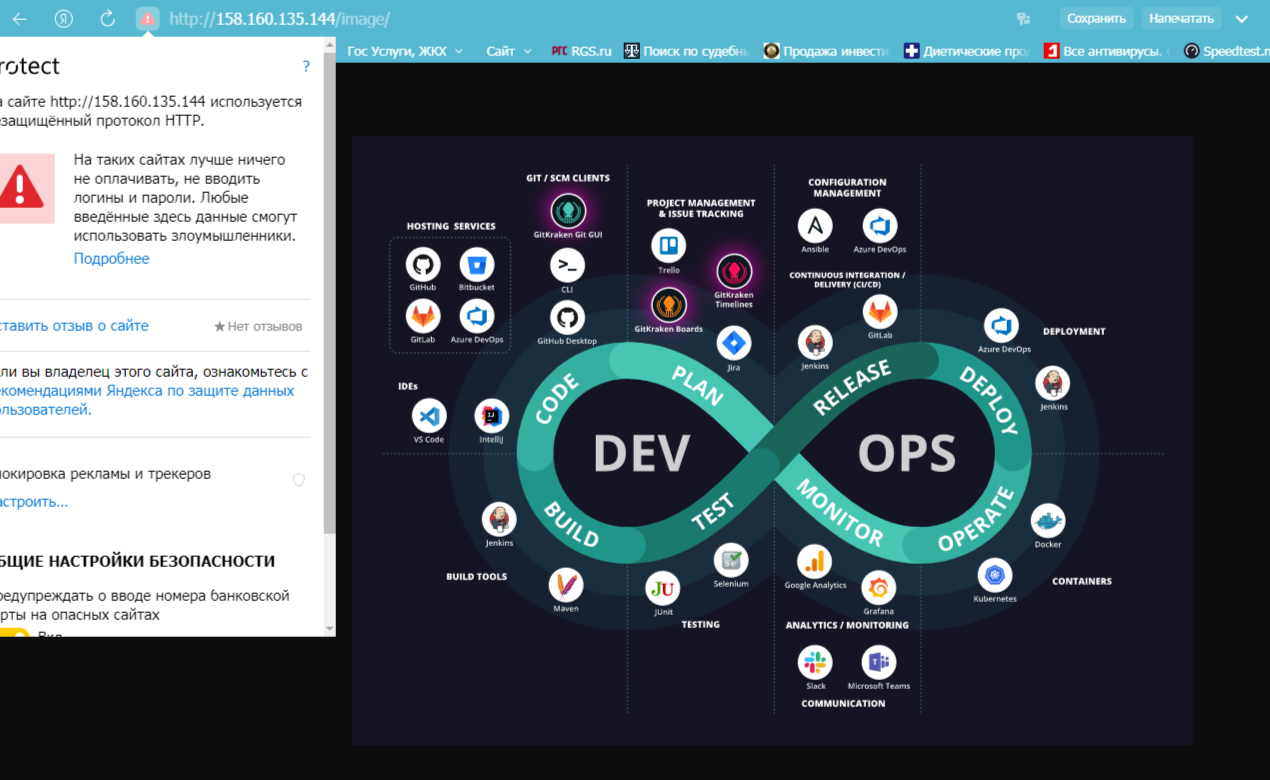 http://158.160.135.144/image/
Сохранить
Напечатать
Гос Услуги, ЖКХ
Сайт
РГС RGS.ru
Поиск по судебн
Продажа инвести
Диетические про
Все антивирусы.
Speedtest.n
rotect
?
а сайте http://158.160.135.144 используется
езащищённый протокол HTTP.
На таких сайтах лучше ничего
не оплачивать, не вводить
логины и пароли. Любые
введённые здесь данные смогут
использовать злоумышленники.
Подробнее
ставить отзыв о сайте
Нет отзывов
ли вы владелец этого сайта, ознакомьтесь с
екомендациями Яндекса по защите данных
ользователей.
локировка рекламы и трекеров
астроить...
БЩИЕ НАСТРОЙКИ БЕЗОПАСНОСТИ
редупреждать о вводе номера банковской
рты на опасных сайтах
Вкл
GIT / SCM CLIENTS
GitKraken Git GUI
CLI
GitHub Desktop
HOSTING SERVICES
GitHub
Bitbucket
GitLab
Azure DevOps
PROJECT MANAGEMENT
& ISSUE TRACKING
Trello
GitKraken
Timelines
GitKraken Boards
Jira
CONFIGURATION
MANAGEMENT
Ansible
Azure DevOps
CONTINUOUS INTEGRATION /
DELIVERY (CI/CD)
GitLab
Jenkins
Azure DevOps
DEPLOYMENT
Jenkins
IDEs
VS Code
IntelliJ
CODE
PLAN
RELEASE
DEPLOY
DEV
OPS
BUILD
TEST
MONITOR
OPERATE
Jenkins
BUILD TOOLS
Maven
JU
JUnit
Se
Selenium
TESTING
Google Analytics
Grafana
ANALYTICS / MONITORING
Docker
Kubernetes
CONTAINERS
Slack
Microsoft Teams
COMMUNICATION